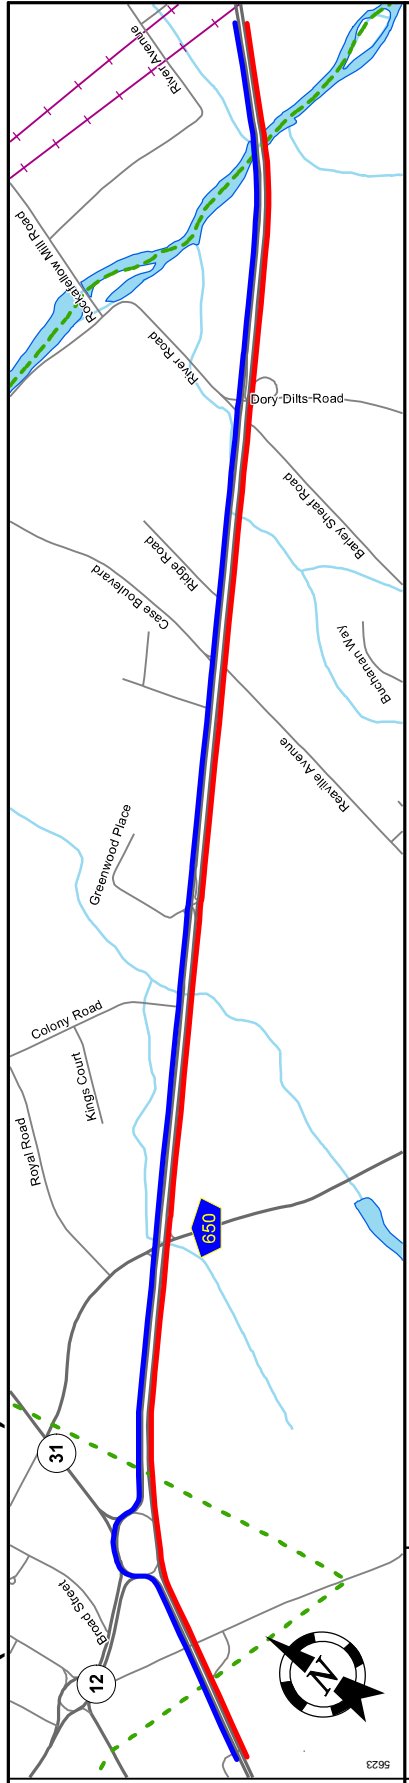 River Avenue
Rockafellow Mill Road
River Road
Dory Dilts Road
Barley Sheaf Road
Ridge Road
Case Boulevard
Buchanan Way
Reaville Avenue
Greenwood Place
Colony Road
Kings Court
Royal Road
650
31
Broad Street
12
N
5623